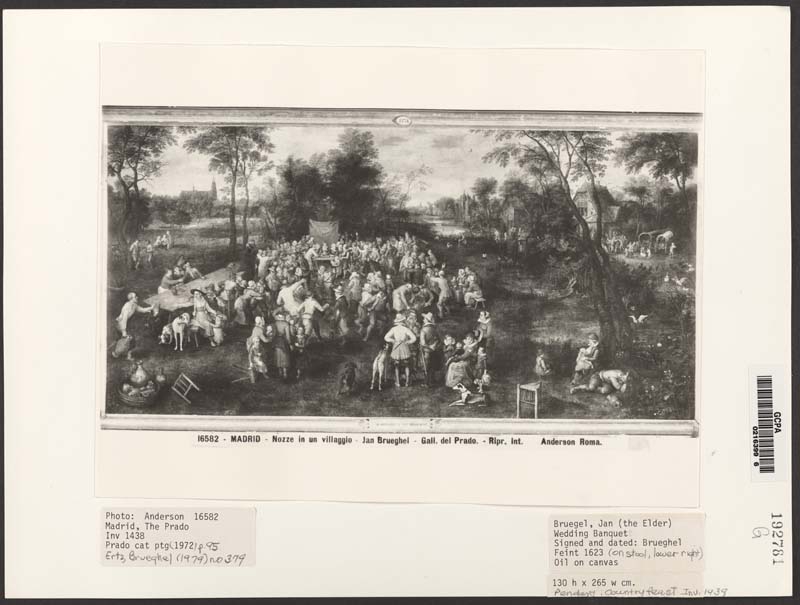 16582 - MADRID - Nozze in un villaggio - Jan Brueghel - Gall. del Prado. - Ripr. int. Anderson Roma.
Photo: Anderson 16582
Madrid, The Prado
Inv 1438
Prado cat ptg(1972) p.95
Ertz, Brueghel (1979) no 379
Bruegel, Jan (the Elder)
Wedding Banquet
Signed and dated: Brueghel
Feint 1623 (on stool, lower right)
Oil on canvas
130 h x 265 w cm.
Pendant: Country feast Inv. 1439
GCPA
0216399 6
192781